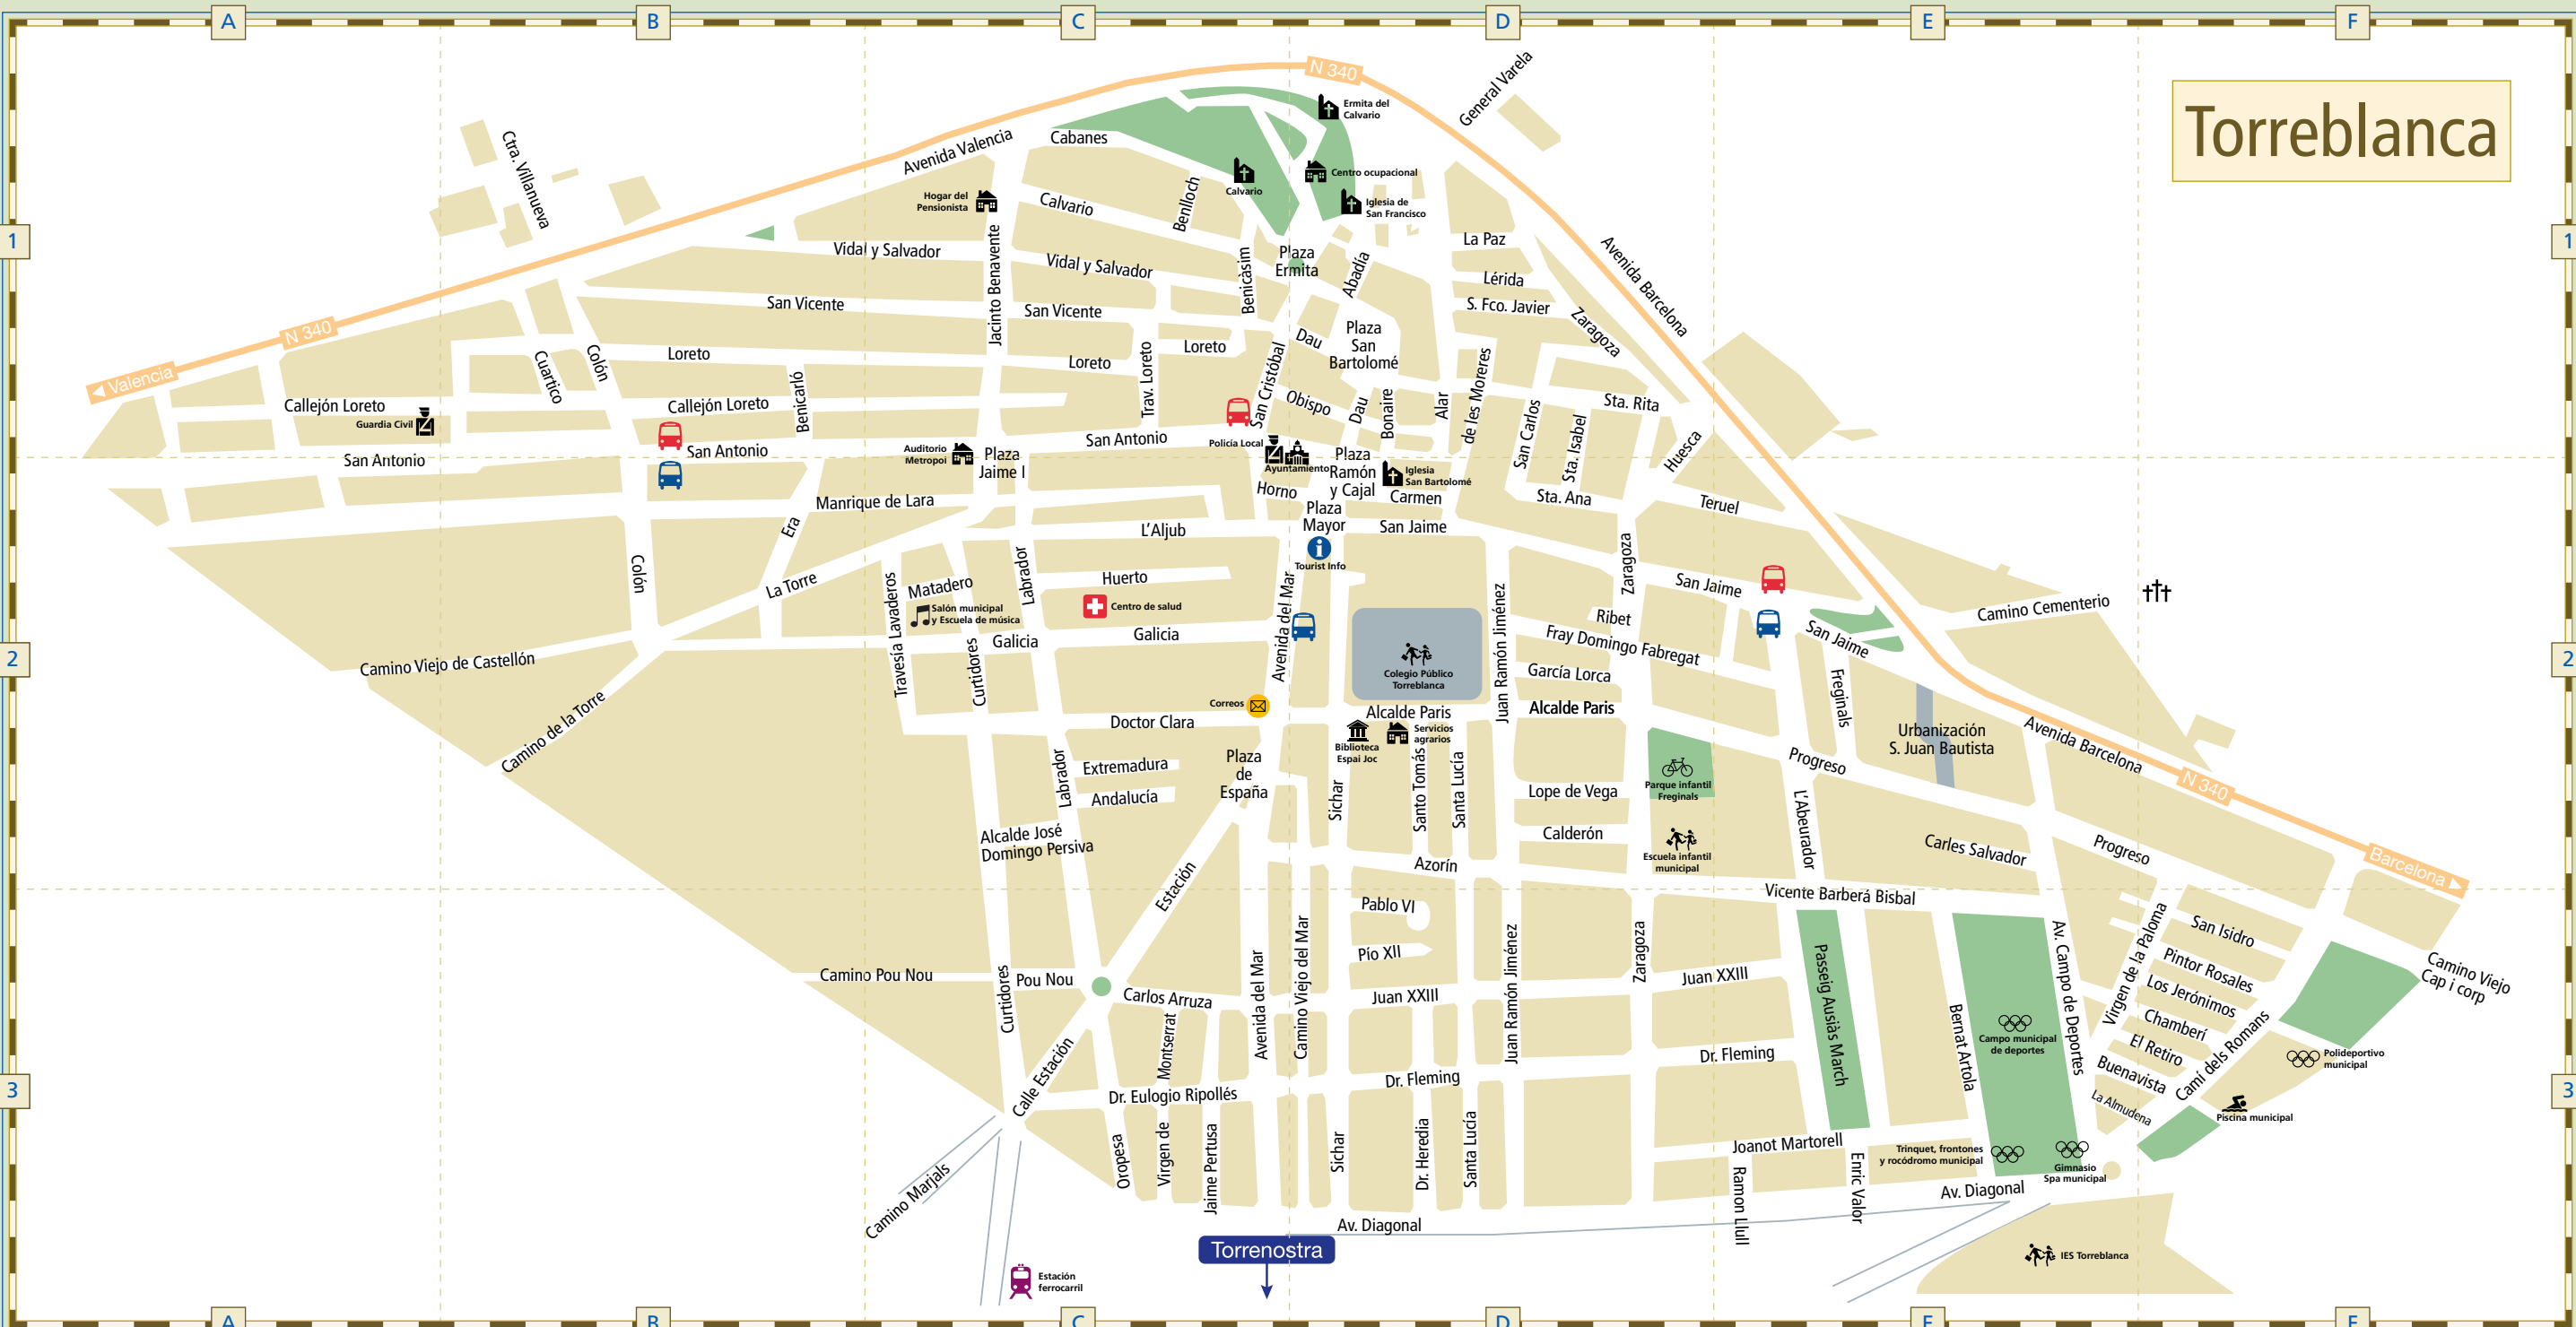 A
B
C
D
E
F
Torreblanca
N 340
General Varela
Ermita del
Calvario
Ctra. Villanueva
Avenida Valencia
Cabanes
Centro ocupacional
Calvario
Hogar del
Pensionista
Calvario
Benlloch
Iglesia de
San Francisco
1
1
Vidal y Salvador
Jacinto Benavente
Vidal y Salvador
Benicàsim
Plaza
Ermita
Abadía
La Paz
Avenida Barcelona
Lérida
San Vicente
San Vicente
S. Fco. Javier
Zaragoza
N 340
Valencia
Cuartico
Colón
Loreto
Loreto
Trav. Loreto
Loreto
San Cristóbal
Dau
Plaza
San
Bartolomé
de les Moreres
Callejón Loreto
Guardia Civil
Callejón Loreto
Benicarló
Obispo
Dau
Bonaire
Alar
San Carlos
Sta. Isabel
Sta. Rita
Huesca
San Antonio
San Antonio
Auditorio
Metropol
Plaza
Jaime I
San Antonio
Policía Local
Ayuntamiento
Plaza
Ramón
y Cajal
Iglesia
San Bartolomé
Horno
Carmen
Sta. Ana
Teruel
Manrique de Lara
Era
Plaza
Mayor
San Jaime
L'Aljub
Tourist Info
Zaragoza
Colón
La Torre
Travesía Lavaderos
Matadero
Labrador
Huerto
Centro de salud
Salón municipal
y Escuela de música
Avenida del Mar
Juan Ramón Jiménez
San Jaime
Ribet
Camino Cementerio
San Jaime
Galicia
Galicia
Fray Domingo Fabregat
2
2
Camino Viejo de Castellón
Curtidores
Colegio Público
Torreblanca
García Lorca
Freginals
Camino de la Torre
Correos
Doctor Clara
Alcalde Paris
Alcalde Paris
Biblioteca
Espai Joc
Servicios
agrarios
Urbanización
S. Juan Bautista
Avenida Barcelona
Labrador
Extremadura
Andalucía
Plaza
de
España
Sichar
Santo Tomás
Santa Lucía
Lope de Vega
Parque infantil
Freginals
Progreso
N 340
Alcalde José
Domingo Persiva
Calderón
Escuela infantil
municipal
L'Abeurador
Carles Salvador
Progreso
Azorín
Barcelona
Estación
Vicente Barberá Bisbal
Pablo VI
Pío XII
San Isidro
Pintor Rosales
Camino Viejo
Cap i corp
Camino Pou Nou
Curtidores
Pou Nou
Carlos Arruza
Avenida del Mar
Camino Viejo del Mar
Juan XXIII
Juan Ramón Jiménez
Zaragoza
Juan XXIII
Passeig Ausiàs March
Bernat Artola
Campo municipal
de deportes
Av. Campo de Deportes
Virgen de la Paloma
Los Jerónimos
Chamberí
El Retiro
Buenavista
La Almudena
Camí dels Romans
Polideportivo
municipal
Piscina municipal
3
3
Calle Estación
Montserrat
Dr. Eulogio Ripollés
Dr. Fleming
Dr. Fleming
Oropesa
Virgen de
Jaime Pertusa
Sichar
Dr. Heredia
Santa Lucía
Joanot Martorell
Trinquet, frontones
y rocódromo municipal
Gimnasio
Spa municipal
Ramon Llull
Enric Valor
Av. Diagonal
Camino Marjals
Av. Diagonal
Torrenostra
Estación
ferrocarril
IES Torreblanca
A
B
C
D
E
F